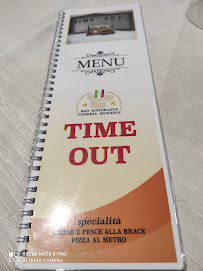 TIME OUT
MENU
BAR RISTORANTE
PIZZERIA BRACERIA
TIME
OUT
specialità
CARNE E PESCE ALLA BRACE
PIZZA AL METRO
REDMI NOTE 9 PRO
AI QUAD CAMERA